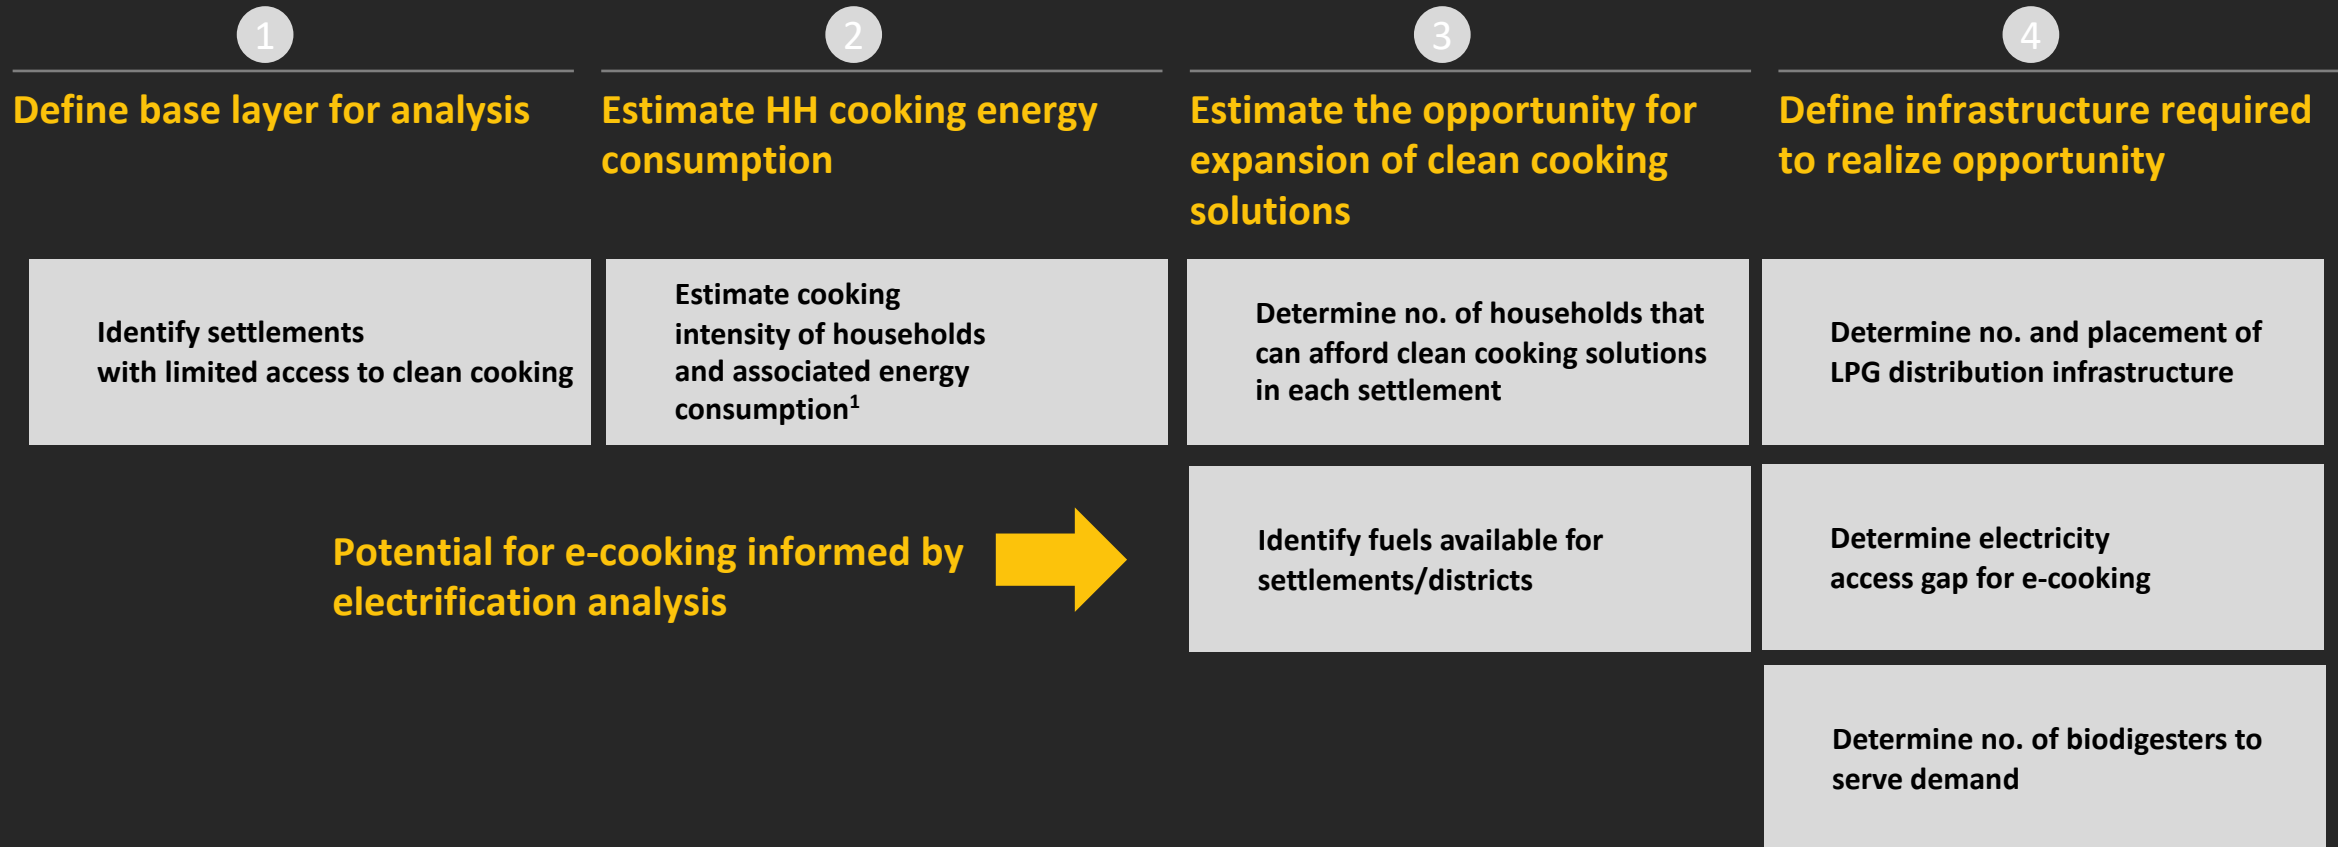 1
Define base layer for analysis
Identify settlements
with limited access to clean cooking
2
Estimate HH cooking energy
consumption
Estimate cooking
intensity of households
and associated energy
consumption¹
3
Estimate the opportunity for
expansion of clean cooking
solutions
Determine no. of households that
can afford clean cooking solutions
in each settlement
Potential for e-cooking informed by
electrification analysis
Identify fuels available for
settlements/districts
4
Define infrastructure required
to realize opportunity
Determine no. and placement of
LPG distribution infrastructure
Determine electricity
access gap for e-cooking
Determine no. of biodigesters to
serve demand